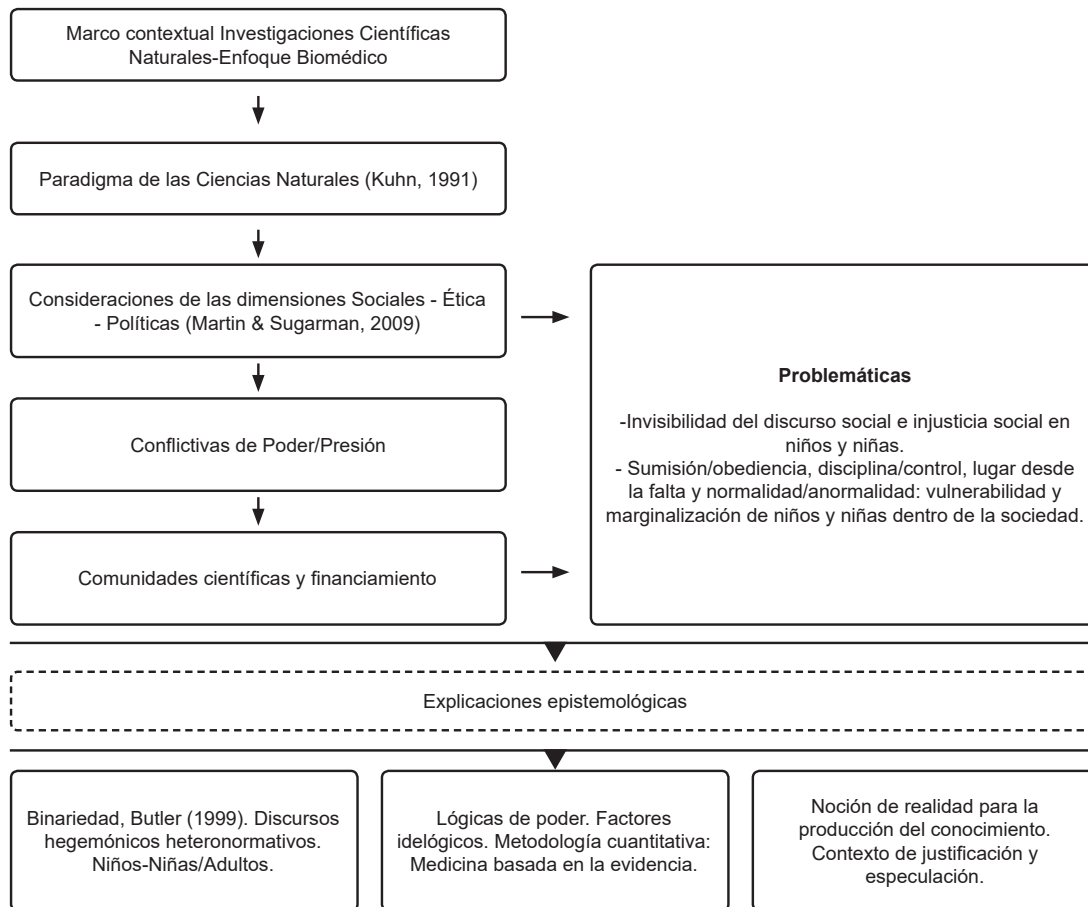 Marco contextual Investigaciones Científicas
Naturales-Enfoque Biomédico
Paradigma de las Ciencias Naturales (Kuhn, 1991)
Consideraciones de las dimensiones Sociales - Ética
- Políticas (Martin & Sugarman, 2009)
Conflictivas de Poder/Presión
Comunidades científicas y financiamiento
Problemáticas
-Invisibilidad del discurso social e injusticia social en
niños y niñas.
- Sumisión/obediencia, disciplina/control, lugar desde
la falta y normalidad/anormalidad: vulnerabilidad y
marginalización de niños y niñas dentro de la sociedad.
Explicaciones epistemológicas
Binariedad, Butler (1999). Discursos
hegemónicos heteronormativos.
Niños-Niñas/Adultos.
Lógicas de poder. Factores
idelógicos. Metodología cuantitativa:
Medicina basada en la evidencia.
Noción de realidad para la
producción del conocimiento.
Contexto de justificación y
especulación.